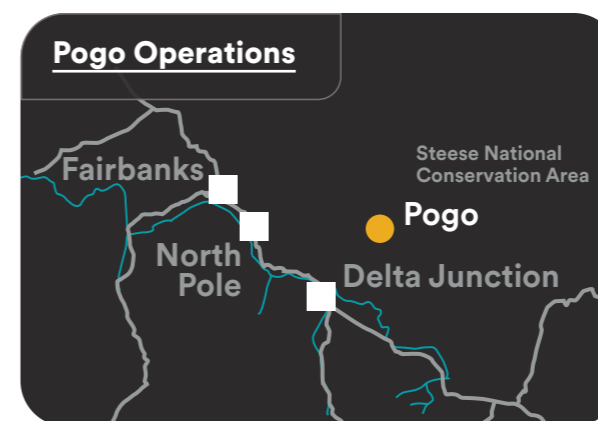 Pogo Operations
Steese National
Conservation Area
Fairbanks
Pogo
North
Pole
Delta Junction